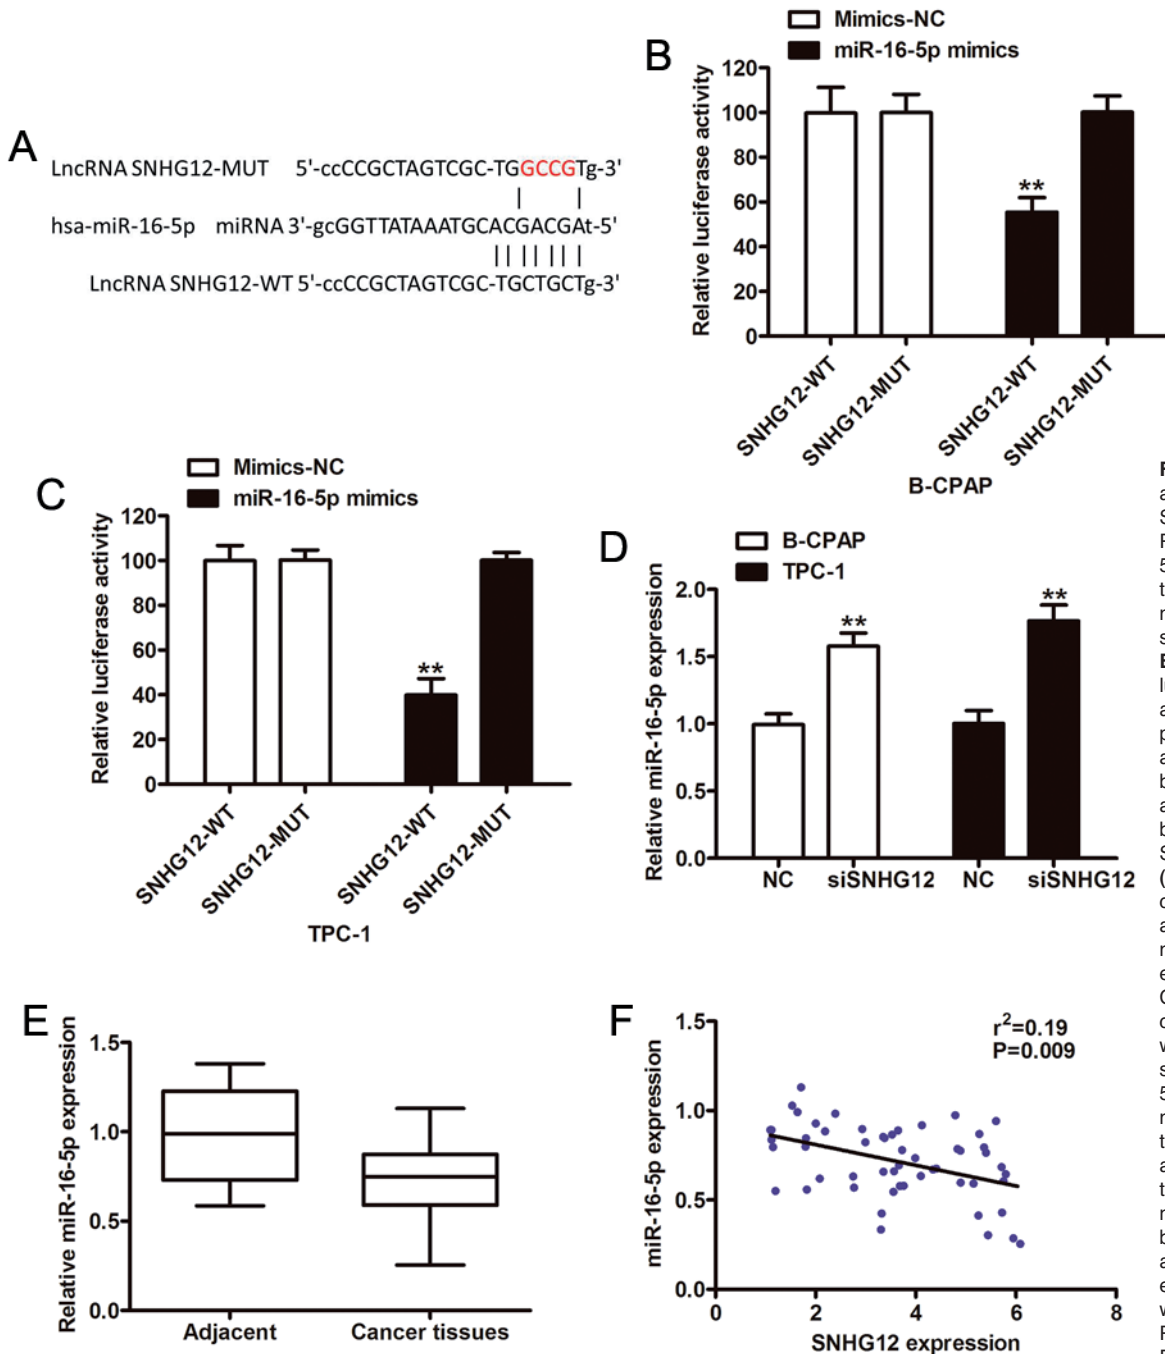 A
LncRNA SNHG12-MUT 5'-ccCCGCTAGTCGC-TGGCCGTg-3'
hsa-miR-16-5p miRNA 3'-gcGGTTATAAATGCACGACGAt-5'
LncRNA SNHG12-WT 5'-ccCCGCTAGTCGC-TGCTGCTg-3'
B
Mimics-NC
miR-16-5p mimics
Relative luciferase activity
120
100
80
60
40
20
0
**
SNHG12-WT
SNHG12-MUT
SNHG12-WT
SNHG12-MUT
B-CPAP
C
Mimics-NC
miR-16-5p mimics
Relative luciferase activity
120
100
80
60
40
20
0
**
SNHG12-WT
SNHG12-MUT
SNHG12-WT
SNHG12-MUT
TPC-1
D
B-CPAP
TPC-1
Relative miR-16-5p expression
2.0
1.5
1.0
0.5
0.0
**
**
NC siSNHG12 NC siSNHG12
E
Relative miR-16-5p expression
1.5
1.0
0.5
0.0
Adjacent Cancer tissues
F
miR-16-5p expression
1.5
1.0
0.5
0.0
r²=0.19
P=0.009
0 2 4 6 8
SNHG12 expression